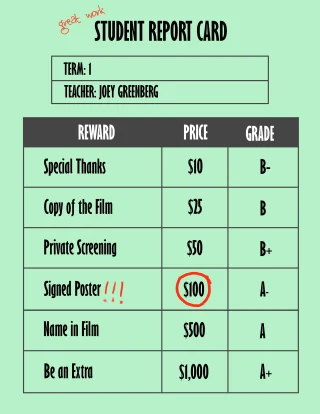 great work
STUDENT REPORT CARD
TERM: 1
TEACHER: JOEY GREENBERG
REWARD PRICE GRADE
Special Thanks $10 B-
Copy of the Film $25 B
Private Screening $50 B+
Signed Poster !!! $100 A-
Name in Film $500 A
Be an Extra $1,000 A+